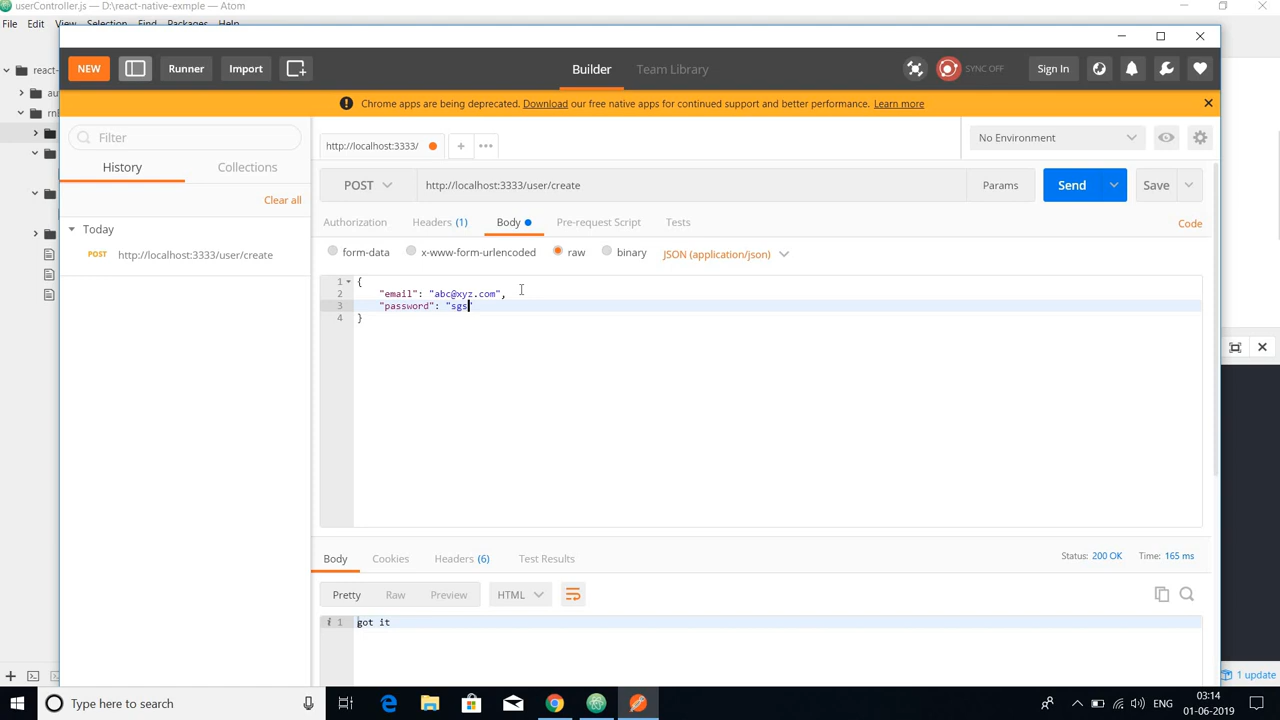 userController.js — D:\react-native-exmple — Atom
File Edit View Selection Find Packages
react-
au
rnE
NEW Runner Import Builder Team Library SYNC OFF Sign In
Chrome apps are being deprecated. Download our free native apps for continued support and better performance. Learn more
Filter
History Collections
Clear all
Today
POST http://localhost:3333/user/create
http://localhost:3333/ No Environment
POST http://localhost:3333/user/create Params Send Save
Authorization Headers (1) Body Pre-request Script Tests Code
form-data x-www-form-urlencoded raw binary JSON (application/json)
1 {
2 "email": "abc@xyz.com",
3 "password": "sgs"
4 }
Body Cookies Headers (6) Test Results Status: 200 OK Time: 165 ms
Pretty Raw Preview HTML
i 1 got it
1 update
Type here to search
ENG
03:14
01-06-2019